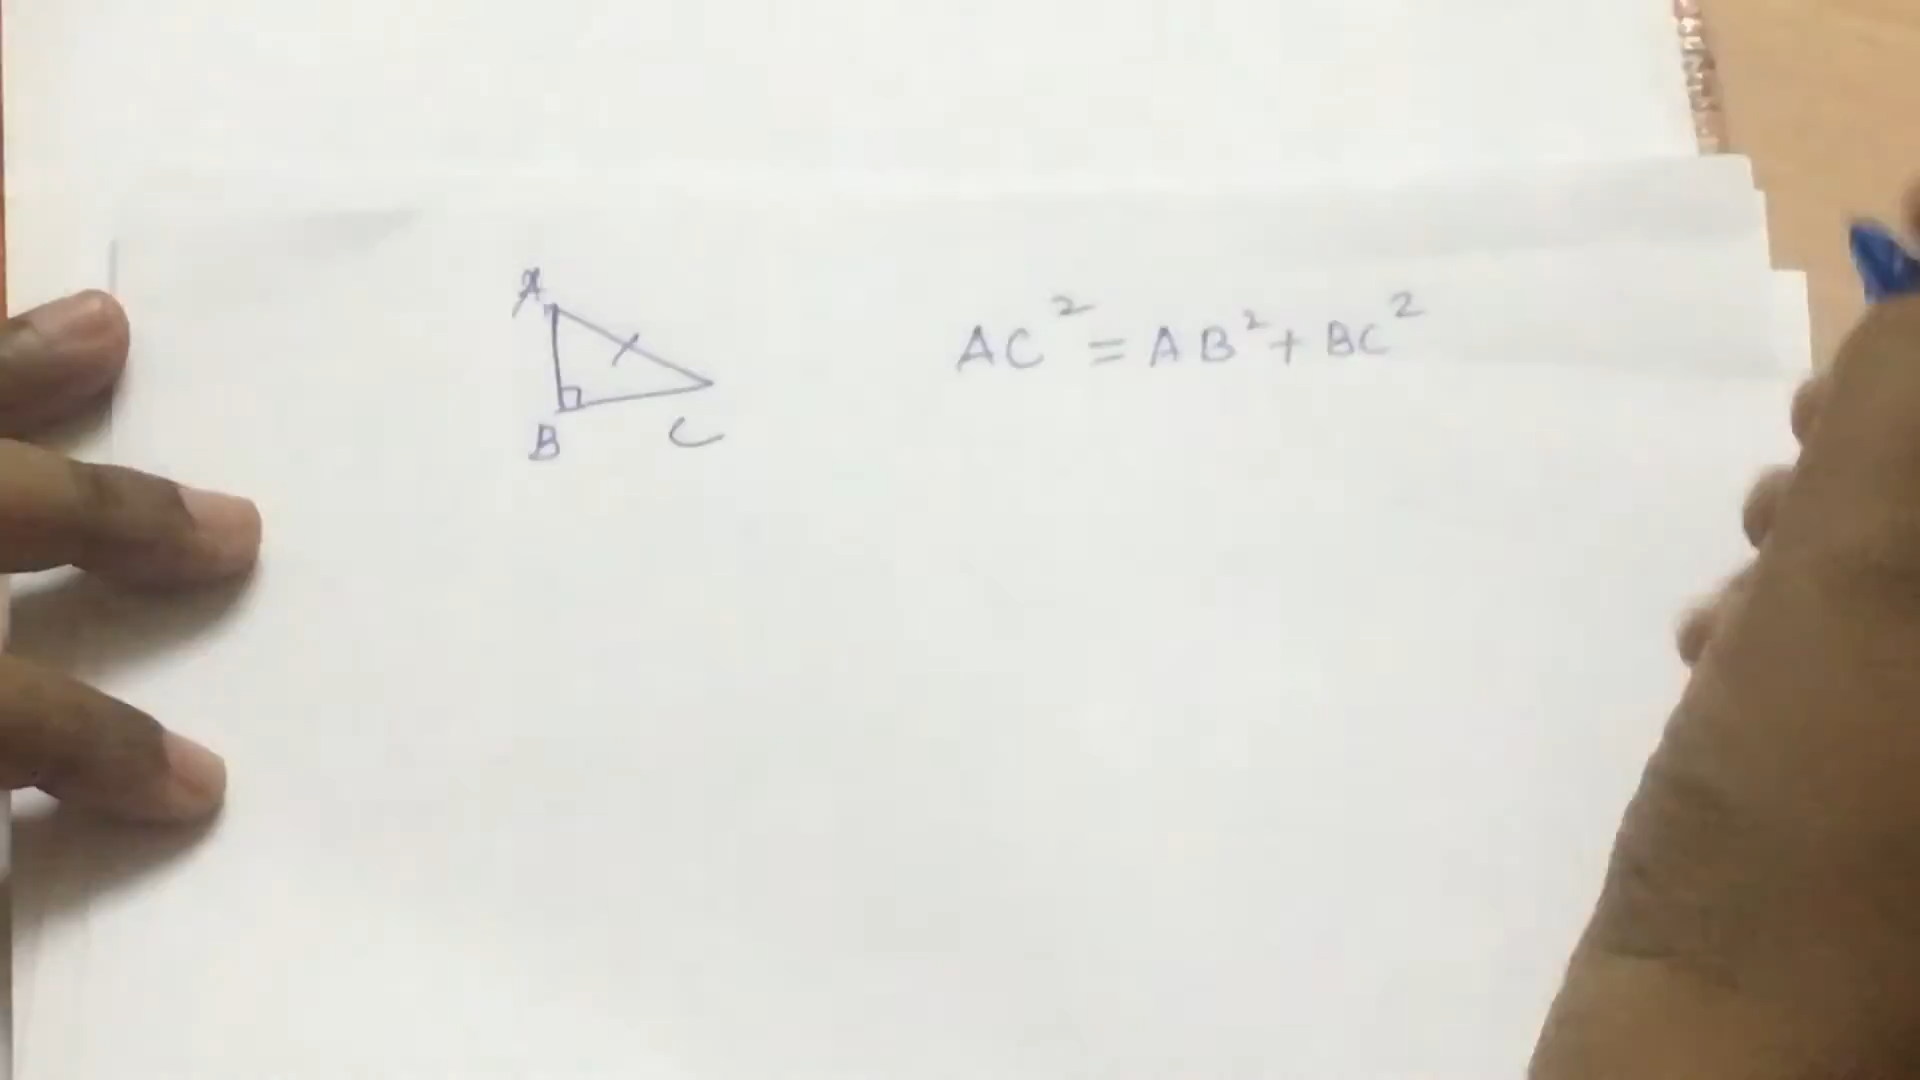 A
AC² = AB² + BC²
B C